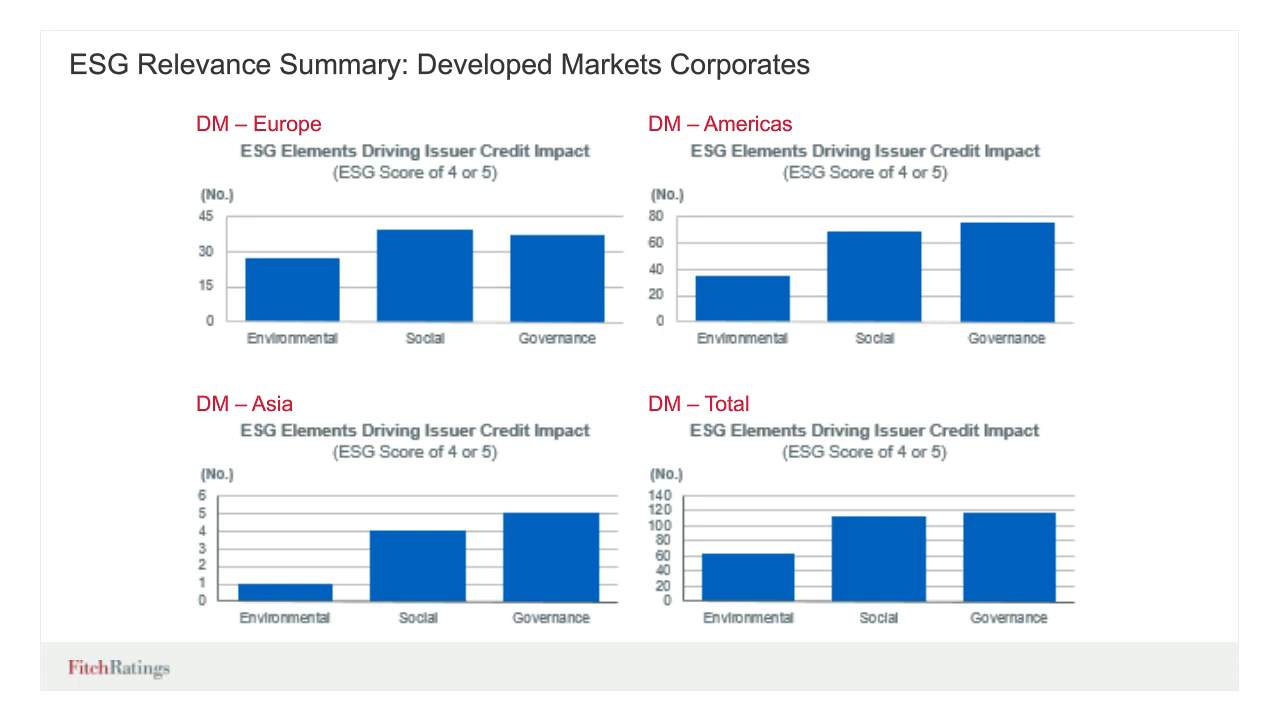 ESG Relevance Summary: Developed Markets Corporates
DM – Europe
ESG Elements Driving Issuer Credit Impact
(ESG Score of 4 or 5)
(No.)
45
30
15
0
Environmental Social Governance
DM – Americas
ESG Elements Driving Issuer Credit Impact
(ESG Score of 4 or 5)
(No.)
80
60
40
20
0
Environmental Social Governance
DM – Asia
ESG Elements Driving Issuer Credit Impact
(ESG Score of 4 or 5)
(No.)
6
5
4
3
2
1
0
Environmental Social Governance
DM – Total
ESG Elements Driving Issuer Credit Impact
(ESG Score of 4 or 5)
(No.)
140
120
100
80
60
40
20
0
Environmental Social Governance
FitchRatings